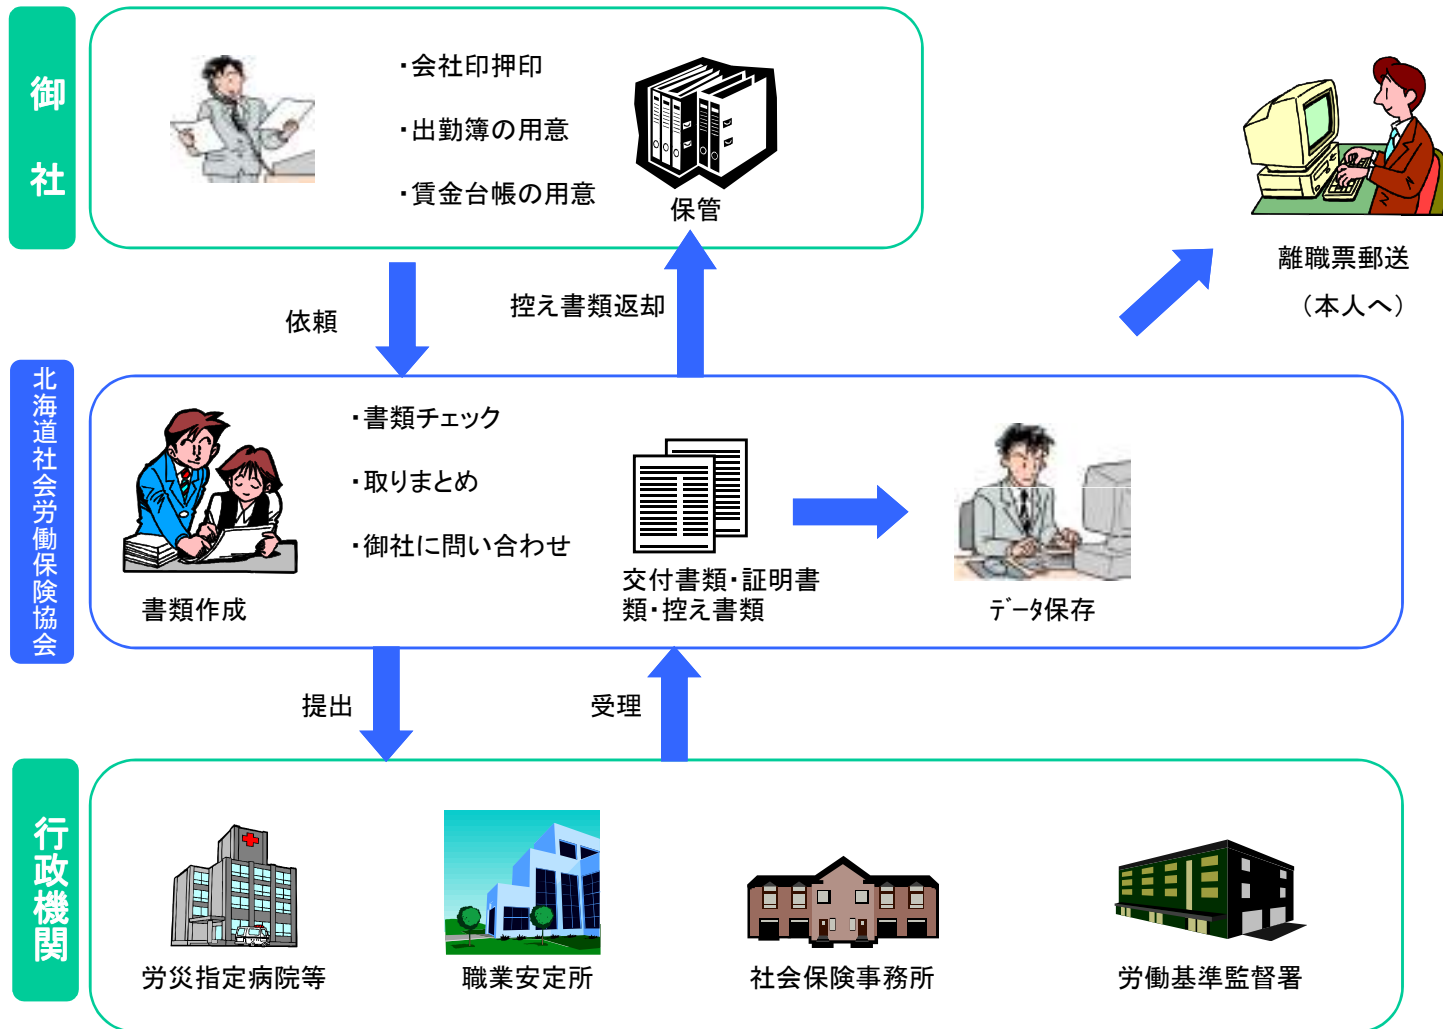 御社
・会社印押印
・出勤簿の用意
・賃金台帳の用意
保管
離職票郵送
（本人へ）
依頼
控え書類返却
北海道社会労働保険協会
・書類チェック
・取りまとめ
・御社に問い合わせ
書類作成
交付書類・証明書
類・控え書類
ﾃﾞｰﾀ保存
提出
受理
行政機関
労災指定病院等
職業安定所
社会保険事務所
労働基準監督署